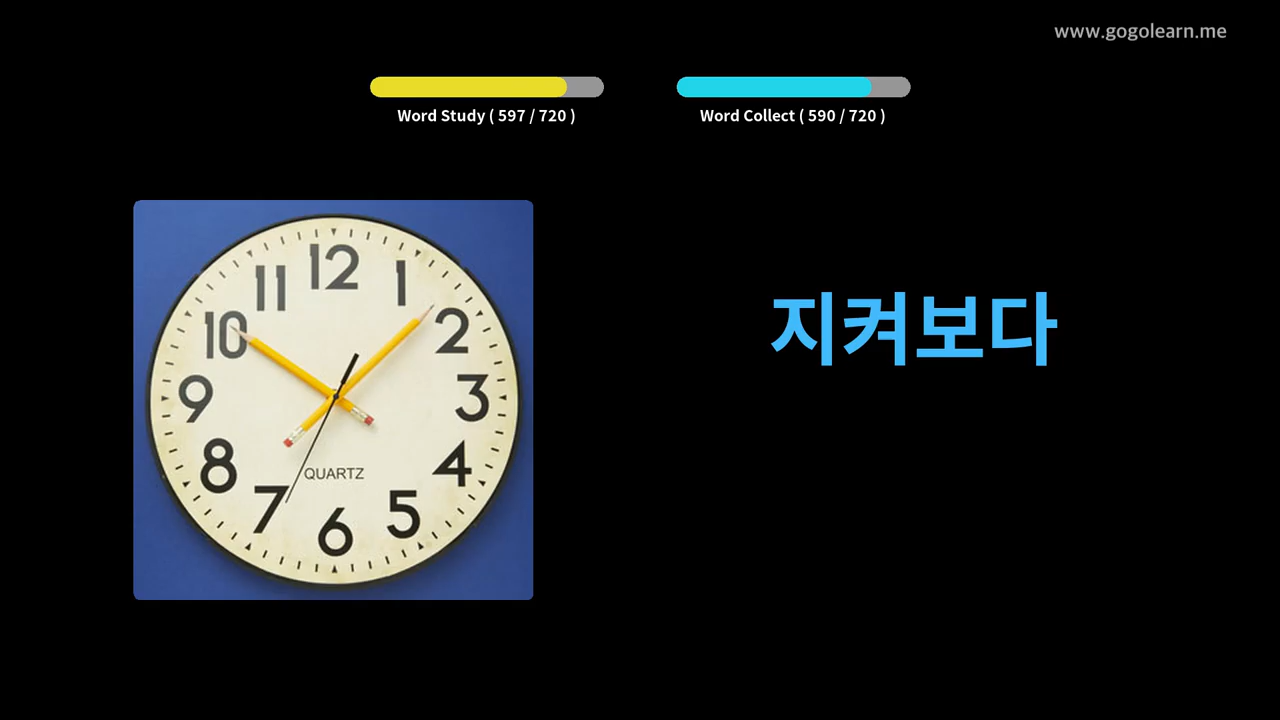 www.gogolearn.me
Word Study ( 597 / 720 )
Word Collect ( 590 / 720 )
12
11
1
10
2
9
3
8
4
QUARTZ
7
5
6
지켜보다